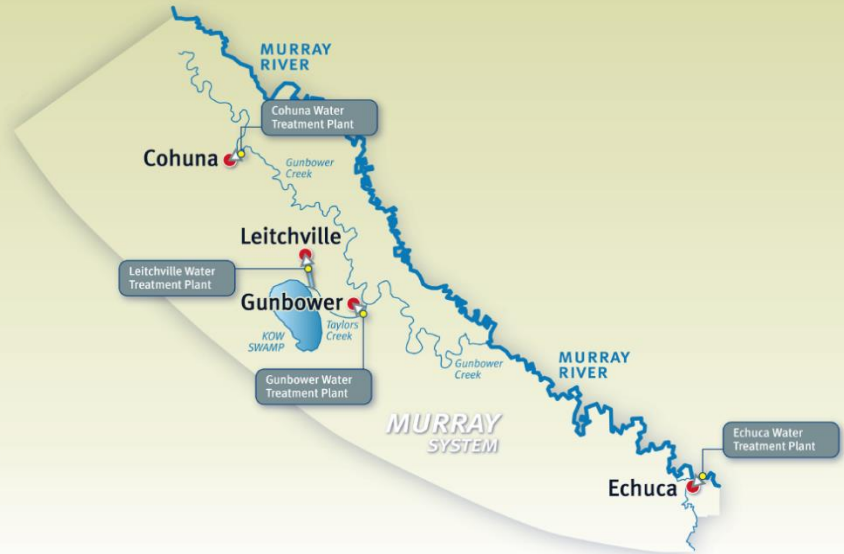 MURRAY
RIVER
Cohuna Water
Treatment Plant
Cohuna
Gunbower
Creek
Leitchville
Leitchville Water
Treatment Plant
Gunbower
Taylors
Creek
KOW
SWAMP
Gunbower Water
Treatment Plant
Gunbower
Creek
MURRAY
RIVER
MURRAY
SYSTEM
Echuca Water
Treatment Plant
Echuca